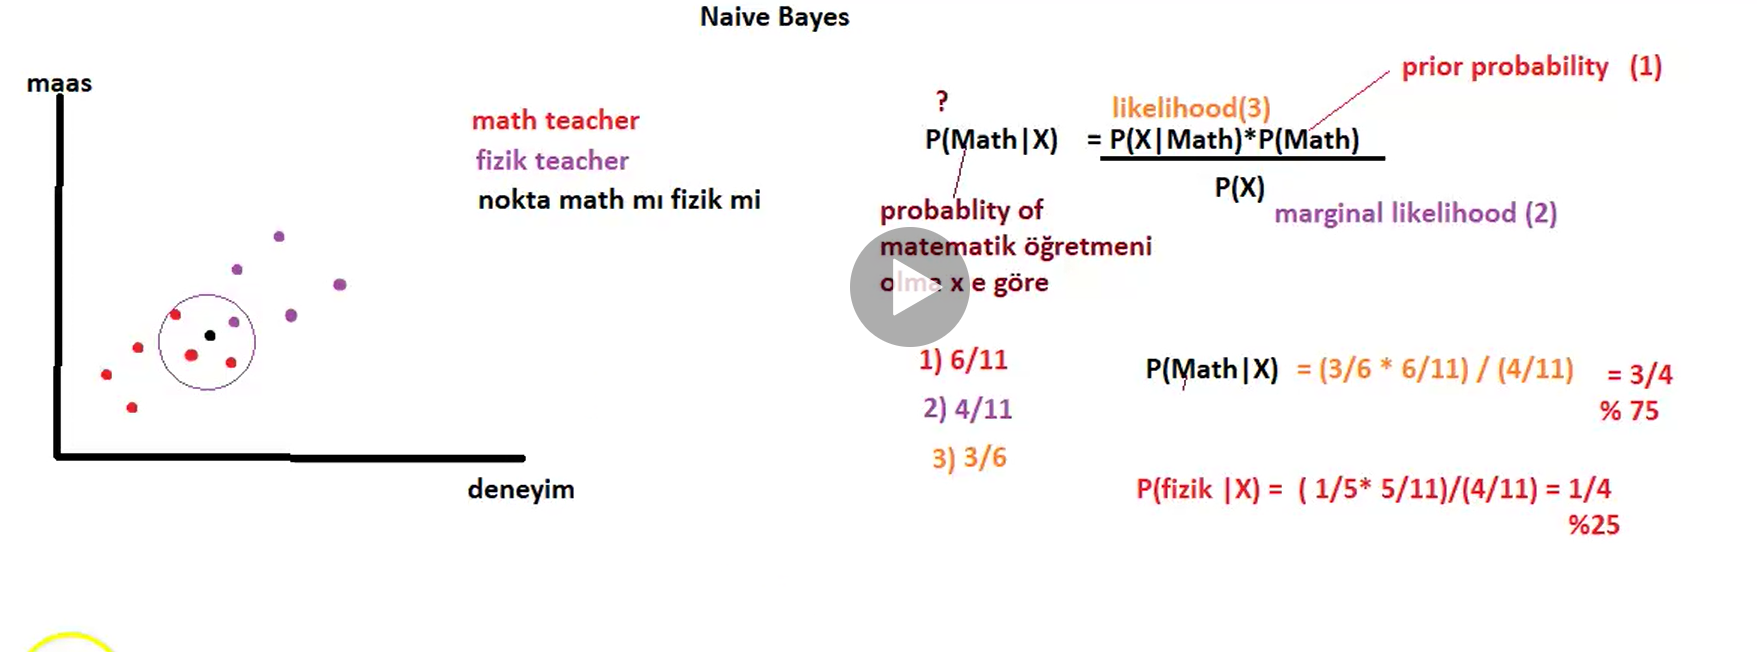 Naive Bayes
maas
math teacher
fizik teacher
nokta math mı fizik mi
deneyim
prior probability (1)
?
likelihood(3)
P(Math|X) = P(X|Math)*P(Math)
P(X)
marginal likelihood (2)
probablity of
matematik öğretmeni
olma x e göre
1) 6/11
2) 4/11
3) 3/6
P(Math|X) = (3/6 * 6/11) / (4/11) = 3/4
% 75
P(fizik |X) = ( 1/5* 5/11)/(4/11) = 1/4
%25